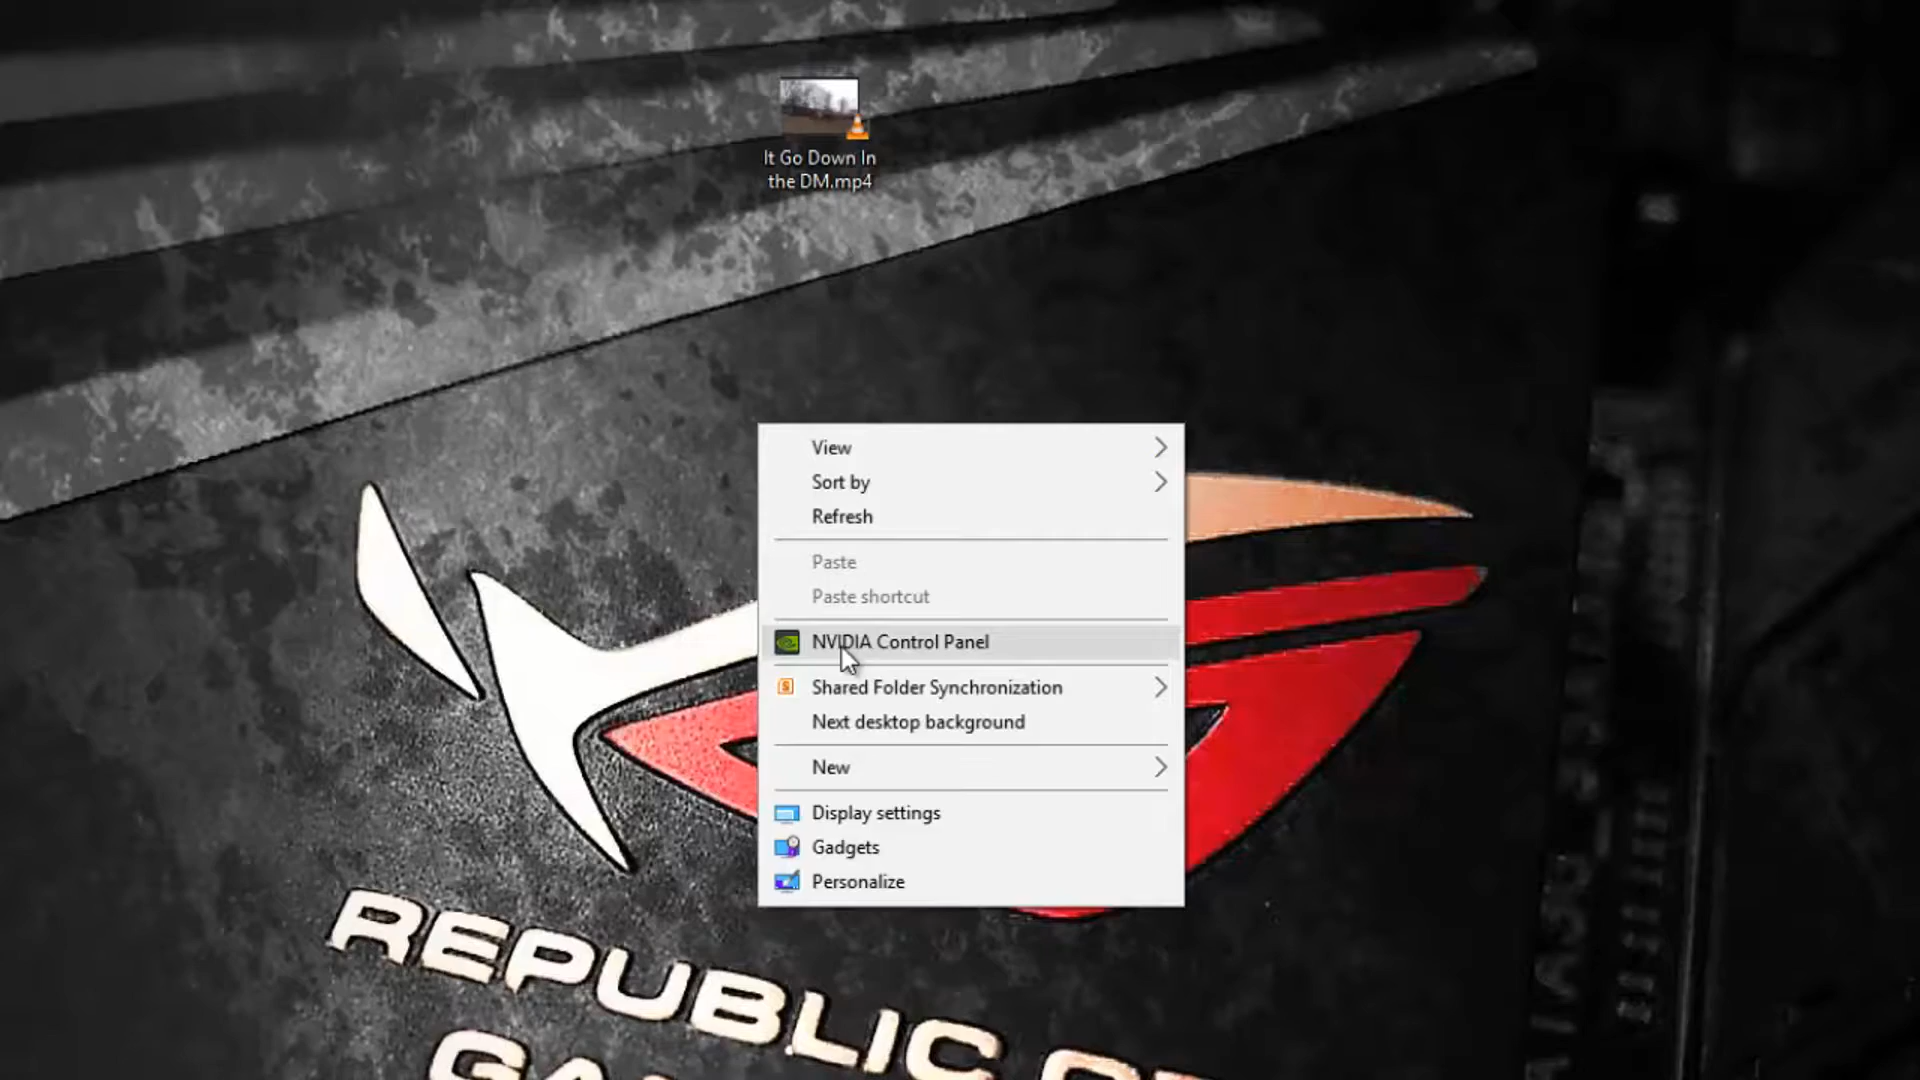 It Go Down In
the DM.mp4
View
Sort by
Refresh
Paste
Paste shortcut
NVIDIA Control Panel
Shared Folder Synchronization
Next desktop background
New
Display settings
Gadgets
Personalize
REPUBLIC